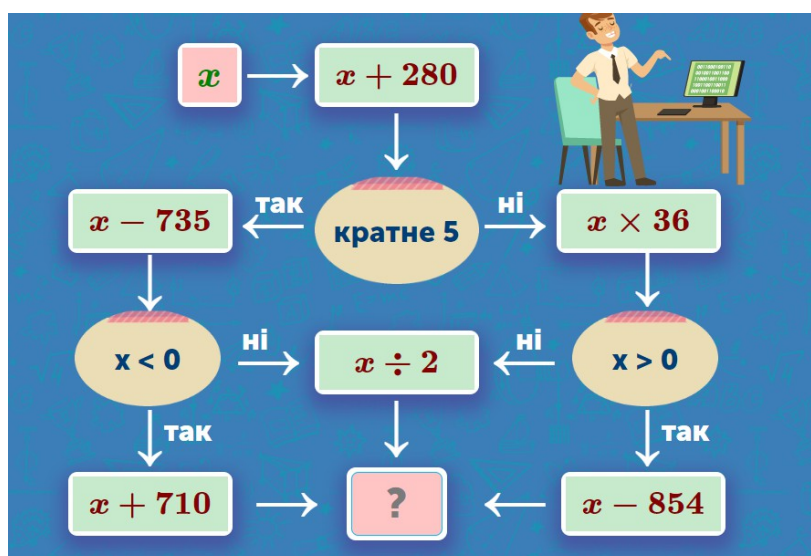 x
x + 280
так
ні
x − 735
кратне 5
x × 36
ні
ні
x < 0
x ÷ 2
x > 0
так
так
x + 710
?
x − 854